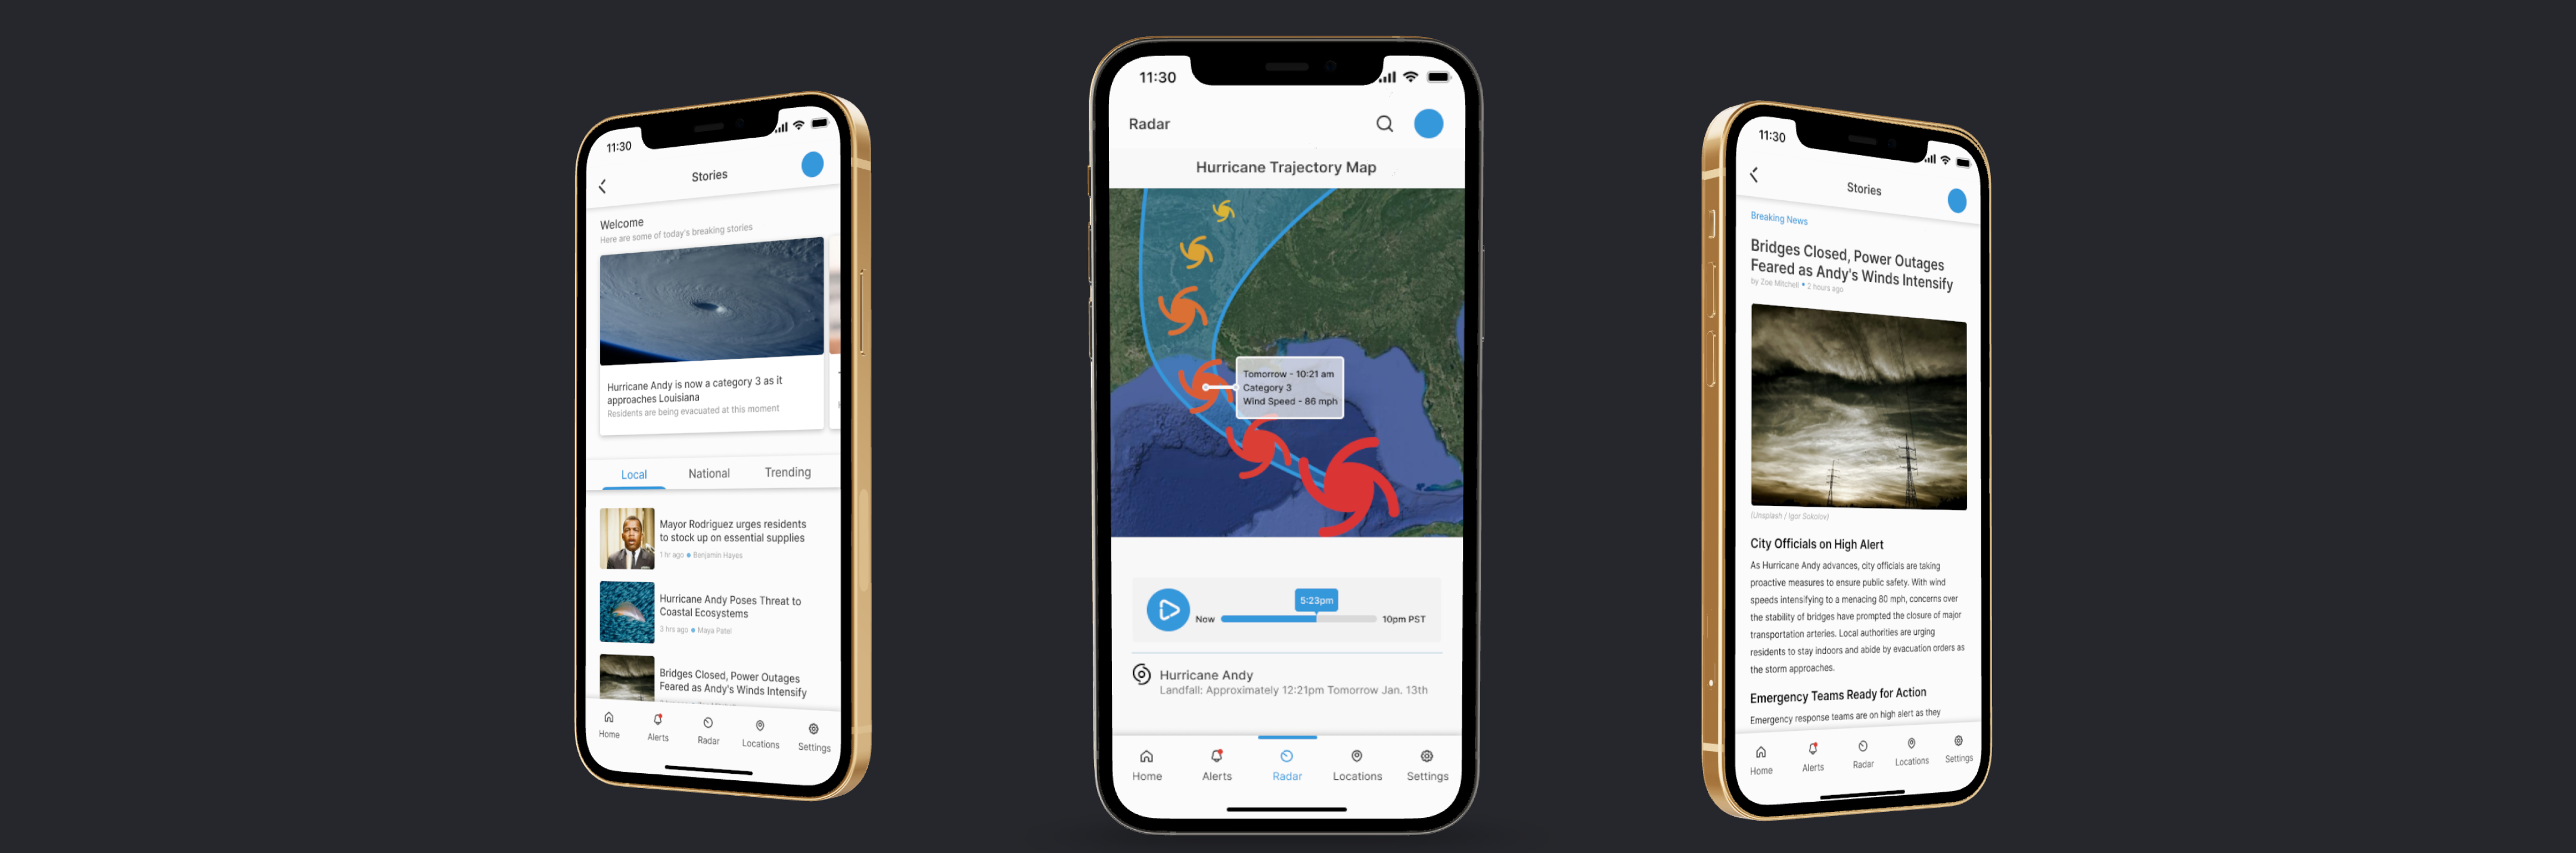 11:30
Stories
Welcome
Here are some of today's breaking stories
Hurricane Andy is now a category 3 as it
approaches Louisiana
Residents are being evacuated at this moment
Local National Trending
Mayor Rodriguez urges residents
to stock up on essential supplies
1 hr ago • Benjamin Hayes
Hurricane Andy Poses Threat to
Coastal Ecosystems
3 hrs ago • Maya Patel
Bridges Closed, Power Outages
Feared as Andy's Winds Intensify
Home Alerts Radar Locations Settings
11:30
Radar
Hurricane Trajectory Map
Tomorrow - 10:21 am
Category 3
Wind Speed - 86 mph
5:23pm
Now 10pm PST
Hurricane Andy
Landfall: Approximately 12:21pm Tomorrow Jan. 13th
Home Alerts Radar Locations Settings
11:30
Stories
Breaking News
Bridges Closed, Power Outages
Feared as Andy's Winds Intensify
by Zoe Mitchell • 2 hours ago
(Unsplash / Igor Sokolov)
City Officials on High Alert
As Hurricane Andy advances, city officials are taking
proactive measures to ensure public safety. With wind
speeds intensifying to a menacing 80 mph, concerns over
the stability of bridges have prompted the closure of major
transportation arteries. Local authorities are urging
residents to stay indoors and abide by evacuation orders as
the storm approaches.
Emergency Teams Ready for Action
Emergency response teams are on high alert as they
Home Alerts Radar Locations Settings